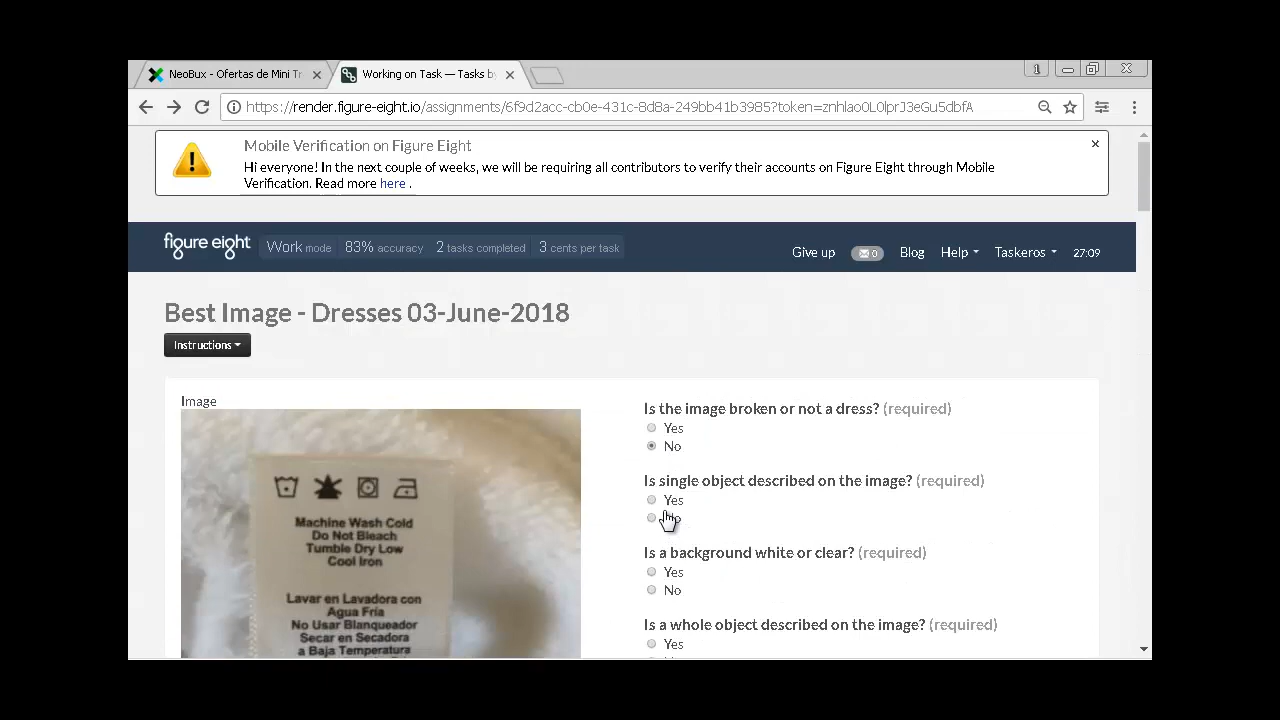 NeoBux - Ofertas de Mini Tr
Working on Task — Tasks by
https://render.figure-eight.io/assignments/6f9d2acc-cb0e-431c-8d8a-249bb41b3985?token=znhlao0L0lprJ3eGu5dbfA
Mobile Verification on Figure Eight
Hi everyone! In the next couple of weeks, we will be requiring all contributors to verify their accounts on Figure Eight through Mobile
Verification. Read more here .
figure eight Work mode 83% accuracy 2 tasks completed 3 cents per task Give up 0 Blog Help Taskeros 27:09
Best Image - Dresses 03-June-2018
Instructions
Image
Machine Wash Cold
Do Not Bleach
Tumble Dry Low
Cool Iron
Lavar en Lavadora con
Agua Fría
No Usar Blanqueador
Secar en Secadora
a Baja Temperatura
Is the image broken or not a dress? (required)
Yes
No
Is single object described on the image? (required)
Yes
Is a background white or clear? (required)
Yes
No
Is a whole object described on the image? (required)
Yes